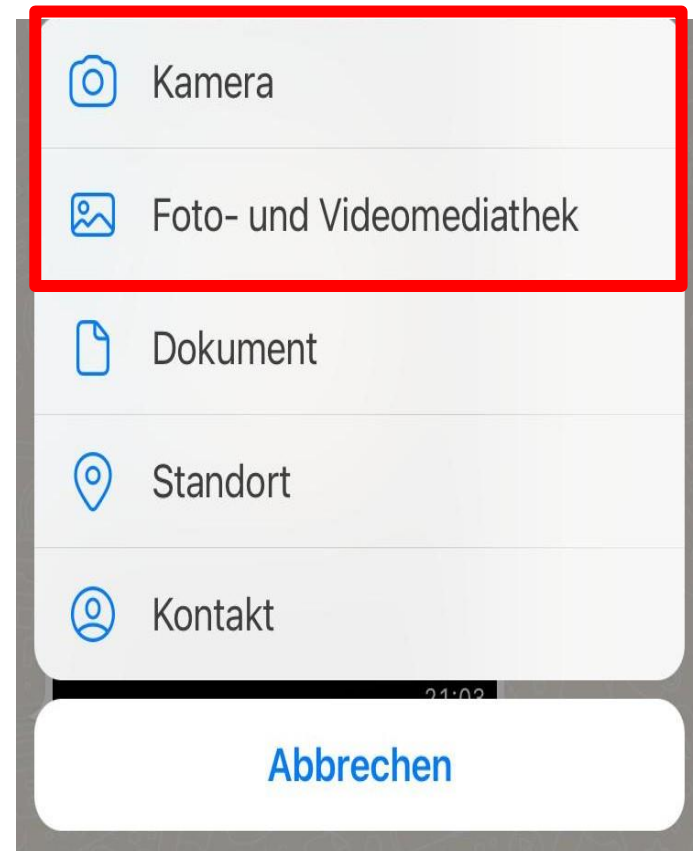 Kamera
Foto- und Videomediathek
Dokument
Standort
Kontakt
21:03
Abbrechen